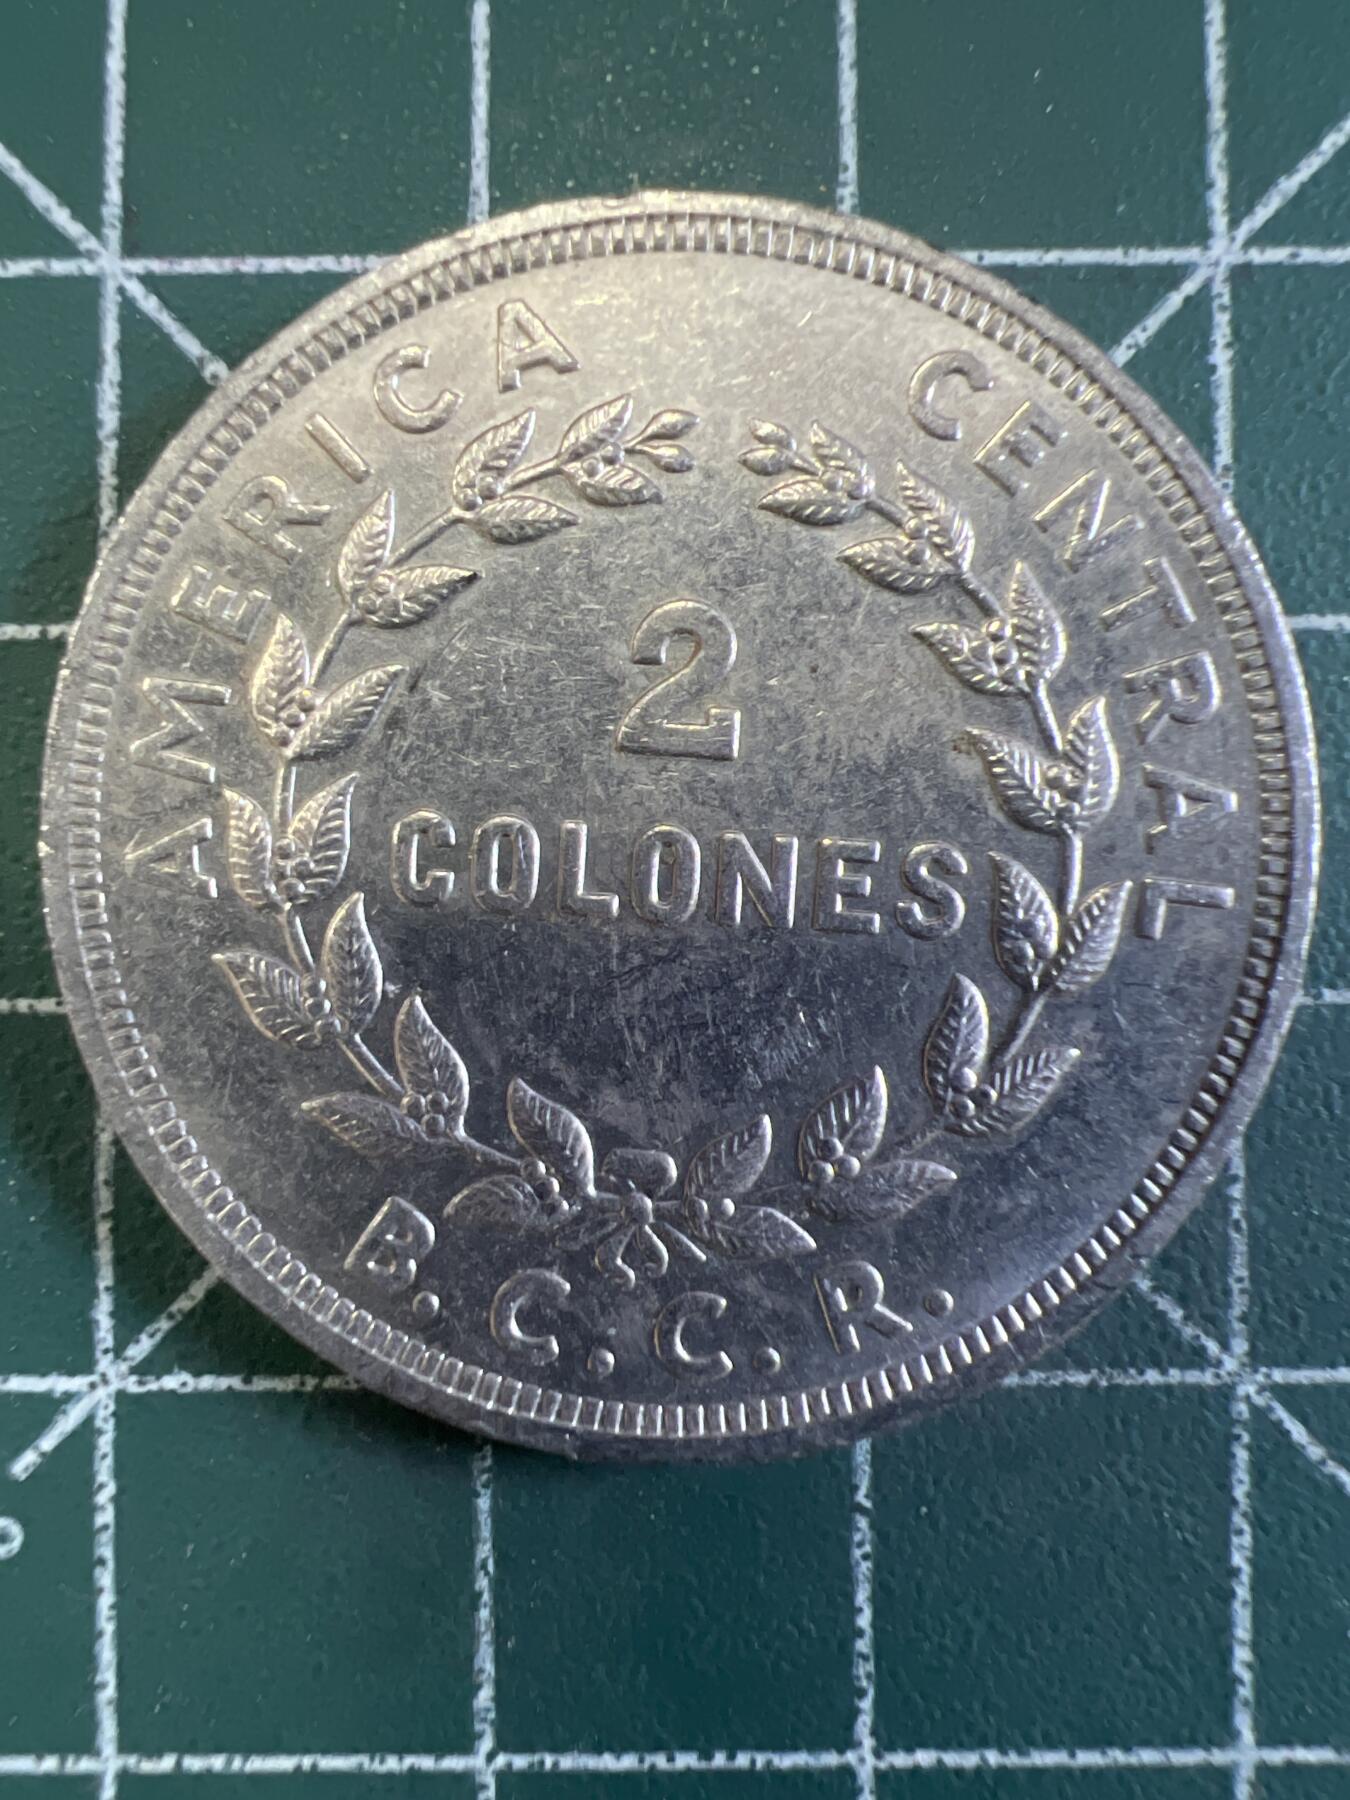 AMERICA CENTRAL
2
COLONES
B.C.C.R.